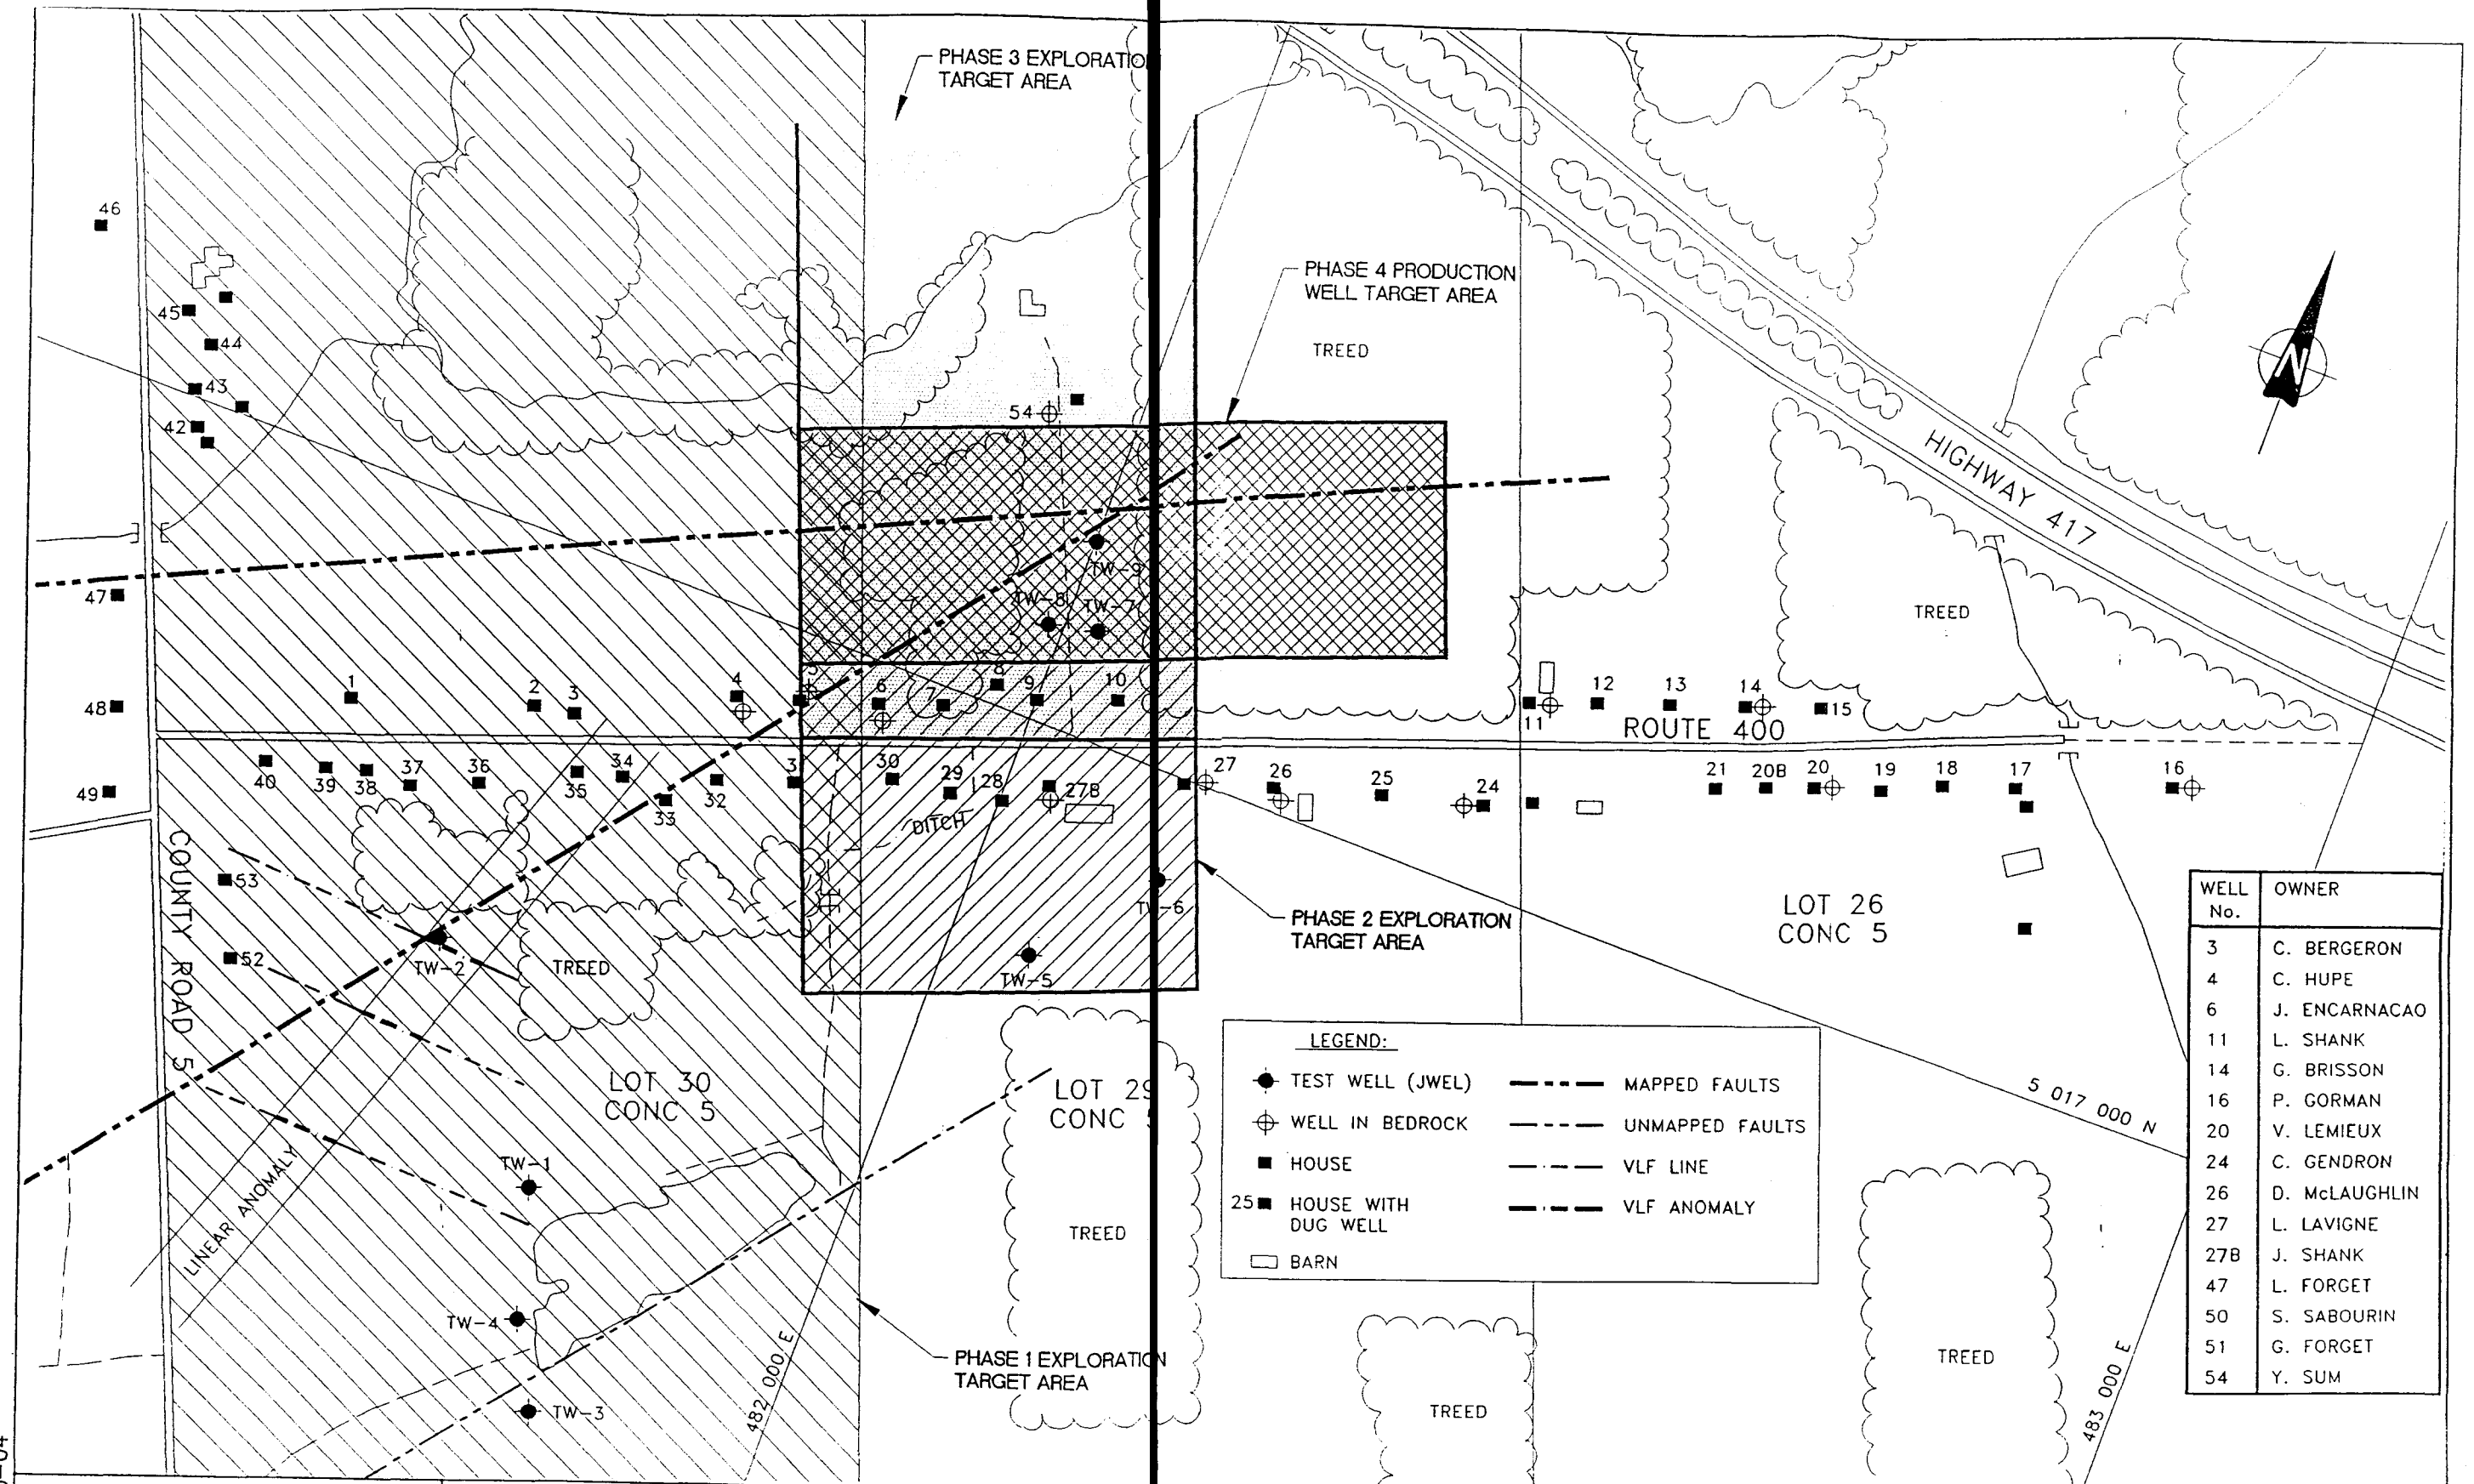 PHASE 3 EXPLORATIO
TARGET AREA
46
PHASE 4 PRODUCTION
WELL TARGET AREA
N
45
44
TREED
43
54
42
HIGHWAY 417
TW-9
47
TW-8
TW-7
TREED
1
2
3
4
5
6
7
8
9
10
11
12
13
14
15
48
ROUTE 400
40
39
38
37
36
35
34
33
32
3
30
29
28
27B
27
26
25
24
21
20B
20
19
18
17
16
49
DITCH
COUNTY ROAD 5
53
52
TW-2
TREED
TW-6
TW-5
PHASE 2 EXPLORATION
TARGET AREA
LOT 26
CONC 5
LOT 30
CONC 5
LOT 29
CONC 5
LINEAR ANOMALY
TW-1
TREED
TW-4
TW-3
PHASE 1 EXPLORATION
TARGET AREA
482 000 E
5 017 000 N
483 000 E
TREED
TREED
LEGEND:
TEST WELL (JWEL)
WELL IN BEDROCK
HOUSE
25 HOUSE WITH
DUG WELL
BARN
MAPPED FAULTS
UNMAPPED FAULTS
VLF LINE
VLF ANOMALY
WELL No. OWNER
3 C. BERGERON
4 C. HUPE
6 J. ENCARNACAO
11 L. SHANK
14 G. BRISSON
16 P. GORMAN
20 V. LEMIEUX
24 C. GENDRON
26 D. McLAUGHLIN
27 L. LAVIGNE
27B J. SHANK
47 L. FORGET
50 S. SABOURIN
51 G. FORGET
54 Y. SUM